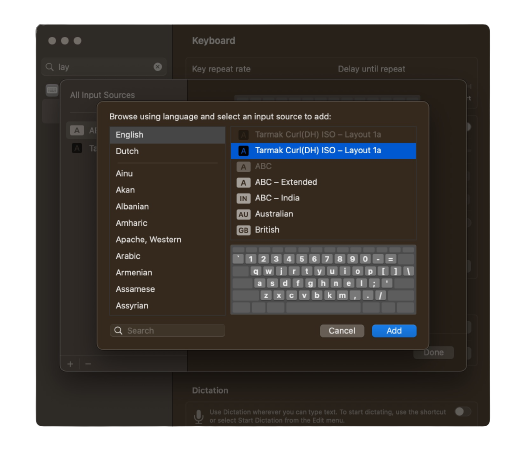 Keyboard
lay
Key repeat rate
Delay until repeat
All Input Sources
Browse using language and select an input source to add:
English
Dutch
Ainu
Akan
Albanian
Amharic
Apache, Western
Arabic
Armenian
Assamese
Assyrian
A Tarmak Curl(DH) ISO – Layout 1a
A Tarmak Curl(DH) ISO – Layout 1a
A ABC
A ABC – Extended
IN ABC – India
AU Australian
GB British
` 1 2 3 4 5 6 7 8 9 0 - =
q w j r t y u i o p [ ] \
a s d f g h n e l ; '
z x c v b k m , . /
Search
Cancel
Add
+ −
Done
Dictation
Use Dictation wherever you can type text. To start dictating, use the shortcut
or select Start Dictation from the Edit menu.